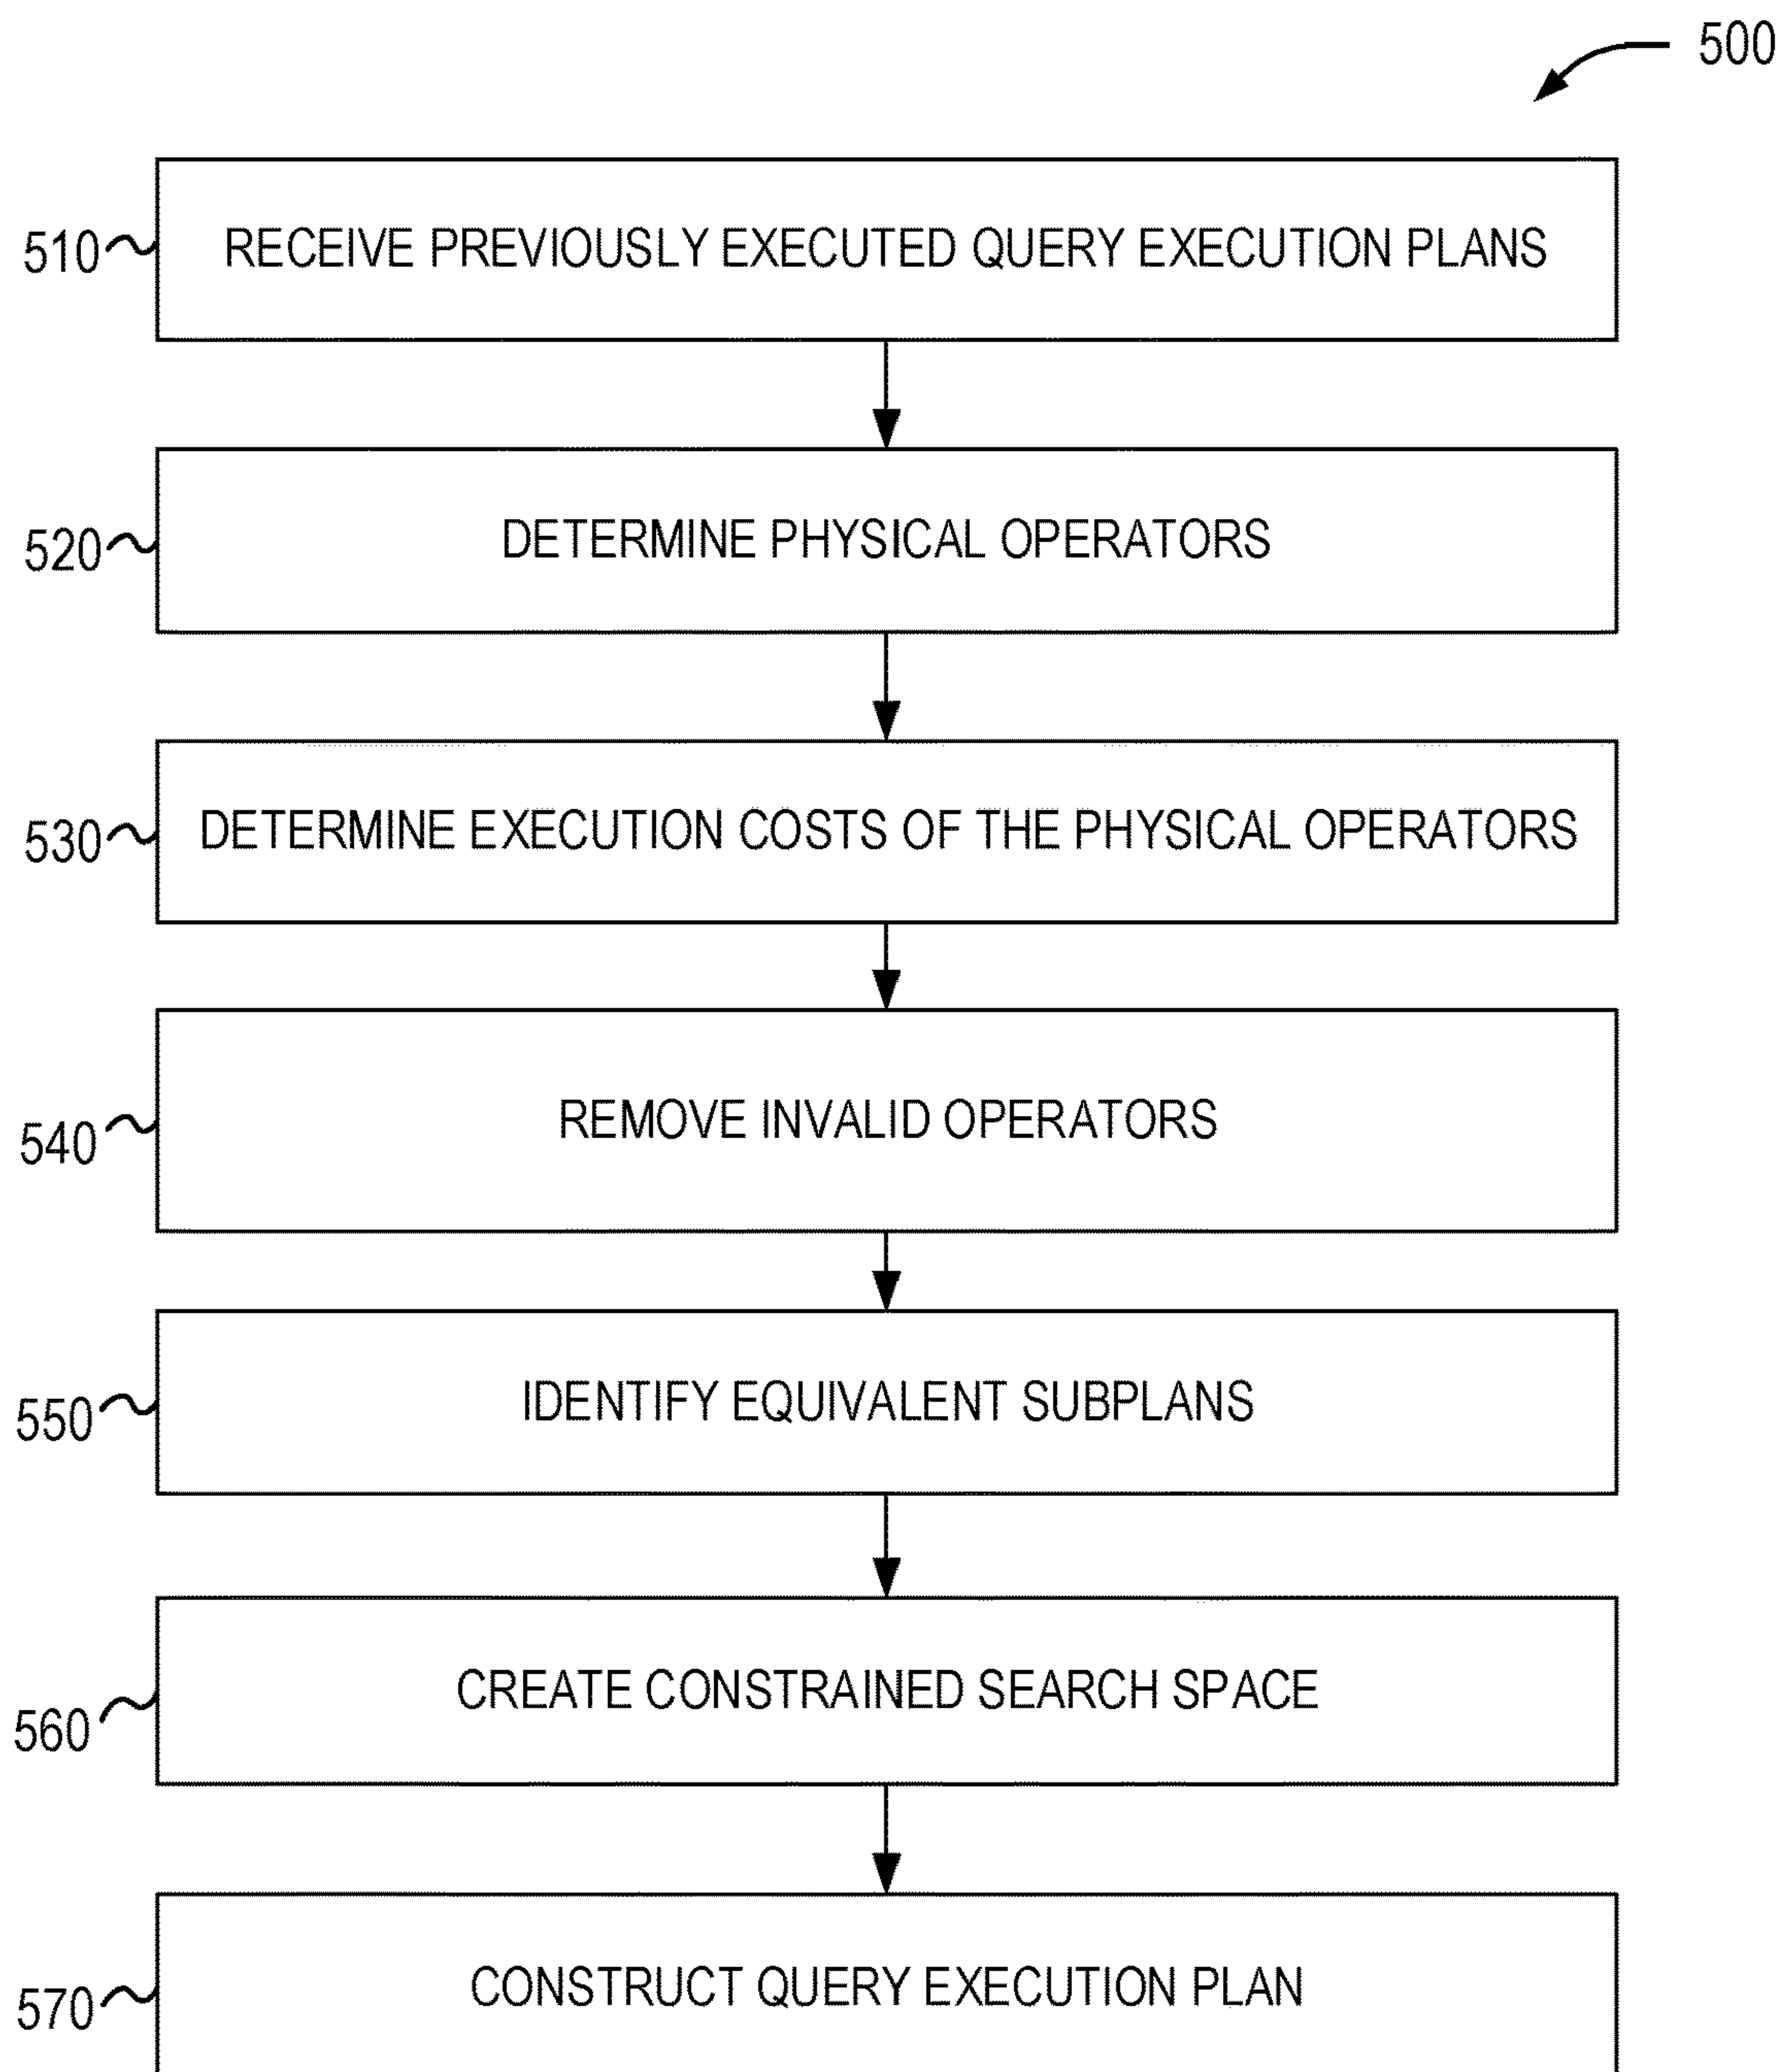 500
510 RECEIVE PREVIOUSLY EXECUTED QUERY EXECUTION PLANS
520 DETERMINE PHYSICAL OPERATORS
530 DETERMINE EXECUTION COSTS OF THE PHYSICAL OPERATORS
540 REMOVE INVALID OPERATORS
550 IDENTIFY EQUIVALENT SUBPLANS
560 CREATE CONSTRAINED SEARCH SPACE
570 CONSTRUCT QUERY EXECUTION PLAN